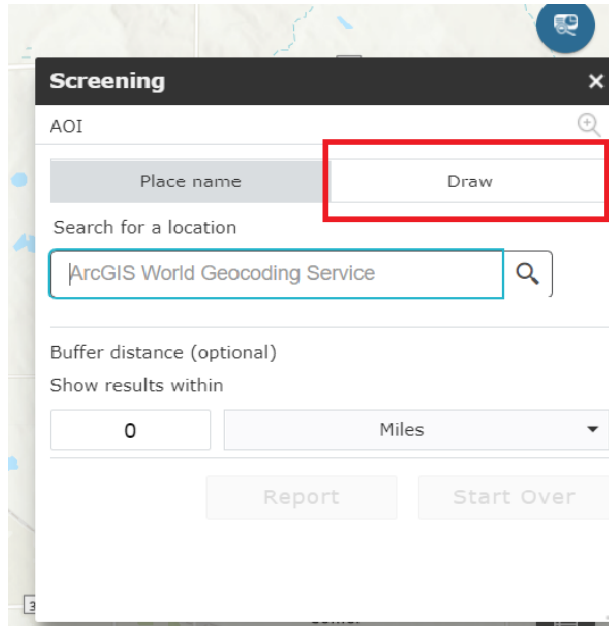 Screening
AOI
Place name
Draw
Search for a location
ArcGIS World Geocoding Service
Buffer distance (optional)
Show results within
0
Miles
Report
Start Over
3